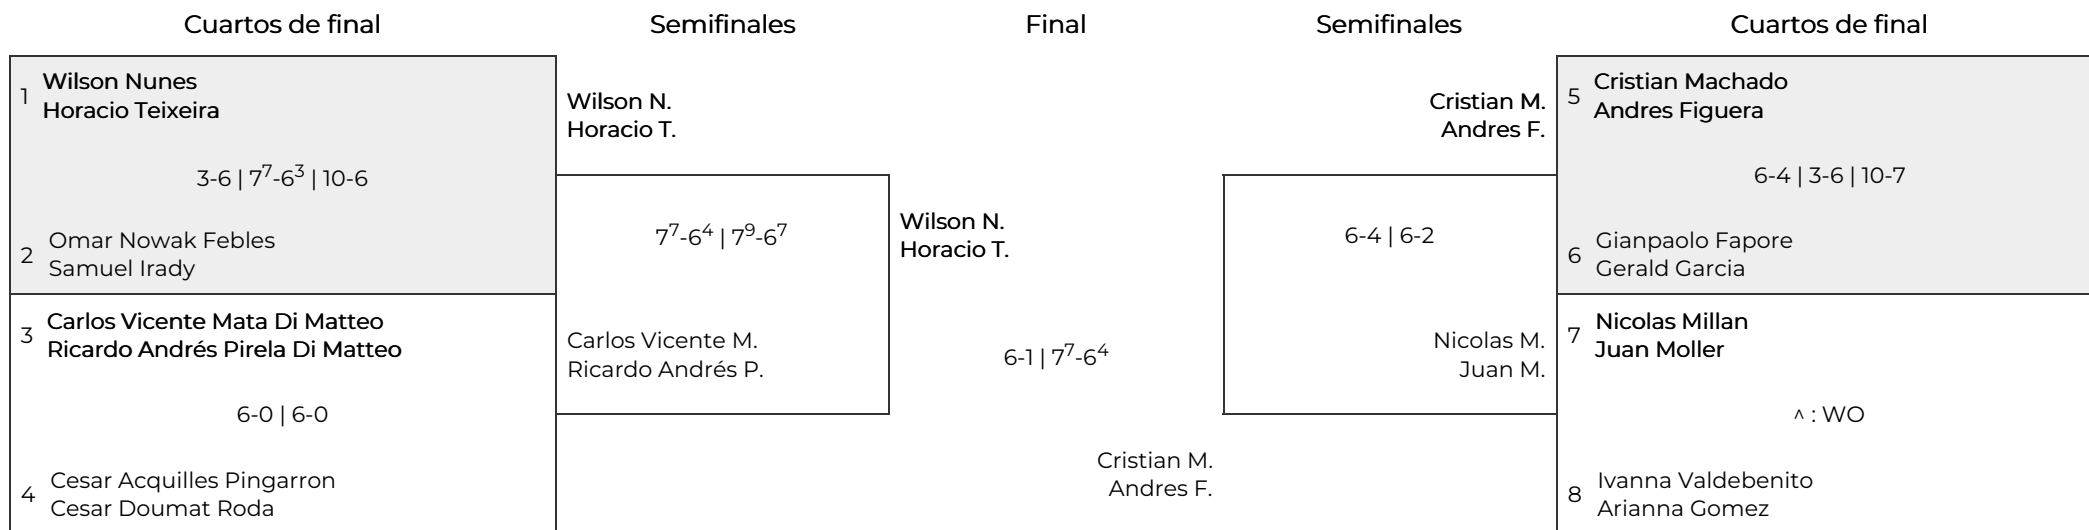 Cuartos de final
Semifinales
Final
Semifinales
Cuartos de final
1
Wilson Nunes
Horacio Teixeira
3-6 | 7⁷-6³ | 10-6
2
Omar Nowak Febles
Samuel Irady
3
Carlos Vicente Mata Di Matteo
Ricardo Andrés Pirela Di Matteo
6-0 | 6-0
4
Cesar Acquilles Pingarron
Cesar Doumat Roda
Wilson N.
Horacio T.
7⁷-6⁴ | 7⁹-6⁷
Carlos Vicente M.
Ricardo Andrés P.
Wilson N.
Horacio T.
6-1 | 7⁷-6⁴
Cristian M.
Andres F.
Cristian M.
Andres F.
6-4 | 6-2
Nicolas M.
Juan M.
5
Cristian Machado
Andres Figuera
6-4 | 3-6 | 10-7
6
Gianpaolo Fapore
Gerald Garcia
7
Nicolas Millan
Juan Moller
^ : WO
8
Ivanna Valdebenito
Arianna Gomez